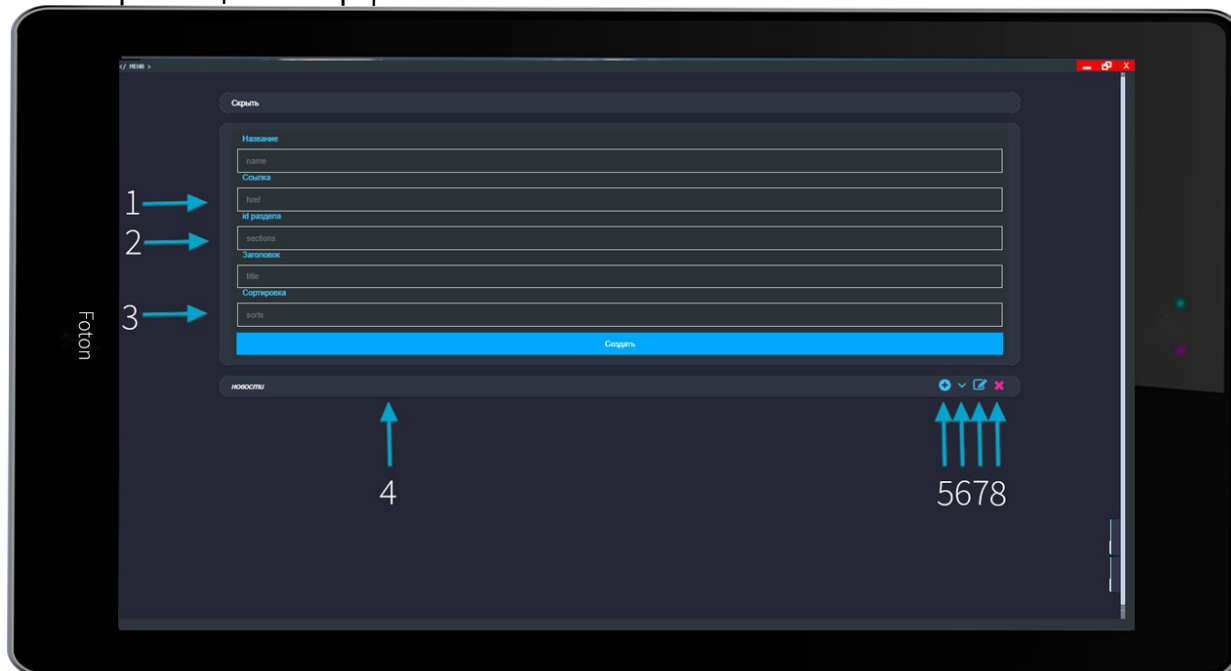 </ МЕНЮ >
X
Скрыть
Название
name
Ссылка
href
id раздела
sections
Заголовок
title
Сортировка
sorts
Создать
новости
1
2
3
4
5678
Foton